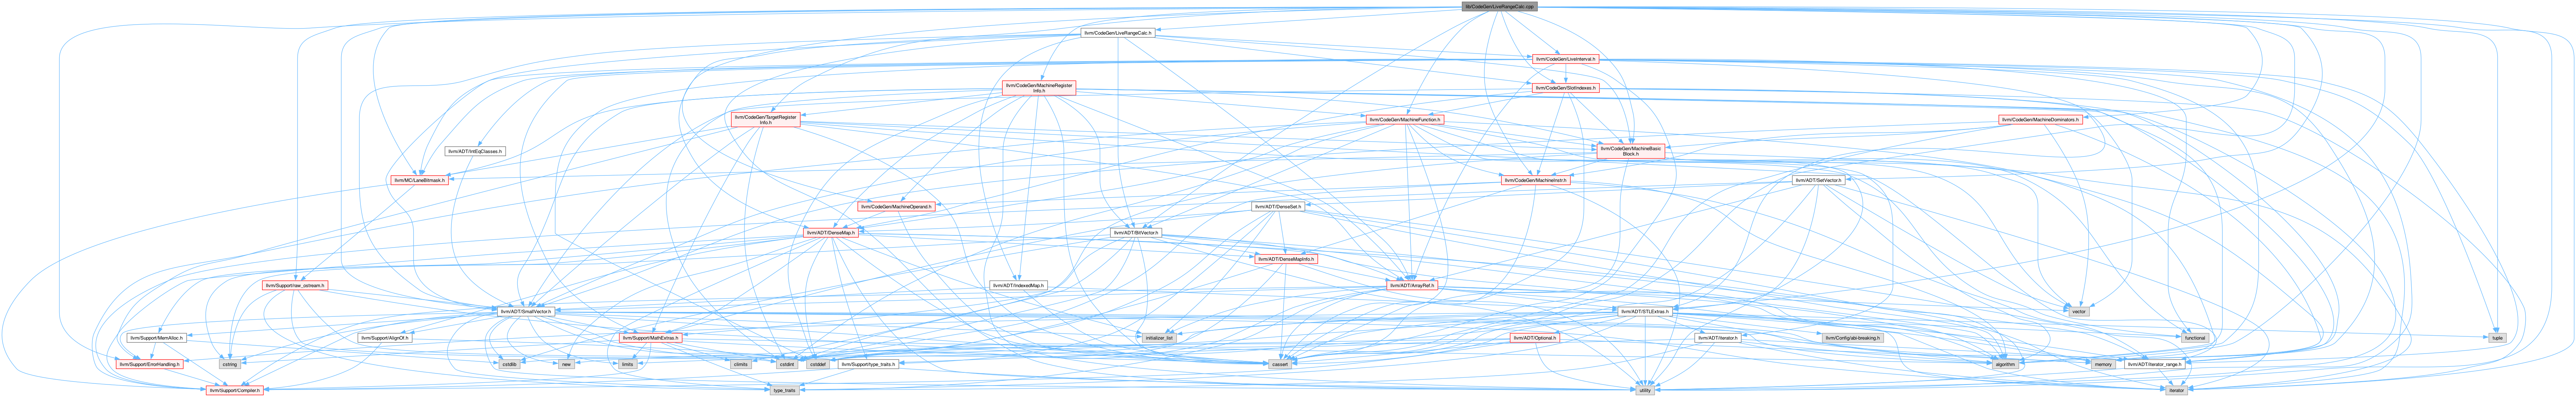 lib/CodeGen/LiveRangeCalc.cpp
llvm/CodeGen/LiveRangeCalc.h
llvm/CodeGen/LiveInterval.h
llvm/CodeGen/MachineRegister
Info.h
llvm/CodeGen/SlotIndexes.h
llvm/CodeGen/TargetRegister
Info.h
llvm/CodeGen/MachineFunction.h
llvm/CodeGen/MachineDominators.h
llvm/ADT/IntEqClasses.h
llvm/CodeGen/MachineBasic
Block.h
llvm/MC/LaneBitmask.h
llvm/CodeGen/MachineInstr.h
llvm/ADT/SetVector.h
llvm/CodeGen/MachineOperand.h
llvm/ADT/DenseSet.h
llvm/ADT/DenseMap.h
llvm/ADT/BitVector.h
llvm/ADT/DenseMapInfo.h
llvm/Support/raw_ostream.h
llvm/ADT/IndexedMap.h
llvm/ADT/ArrayRef.h
llvm/ADT/SmallVector.h
llvm/ADT/STLExtras.h
vector
llvm/Support/MemAlloc.h
llvm/Support/AlignOf.h
llvm/Support/MathExtras.h
initializer_list
llvm/ADT/Optional.h
llvm/ADT/iterator.h
llvm/Config/abi-breaking.h
functional
tuple
llvm/Support/ErrorHandling.h
cstring
cstdlib
new
limits
climits
cstdint
cstddef
llvm/Support/type_traits.h
cassert
algorithm
memory
llvm/ADT/iterator_range.h
llvm/Support/Compiler.h
type_traits
utility
iterator